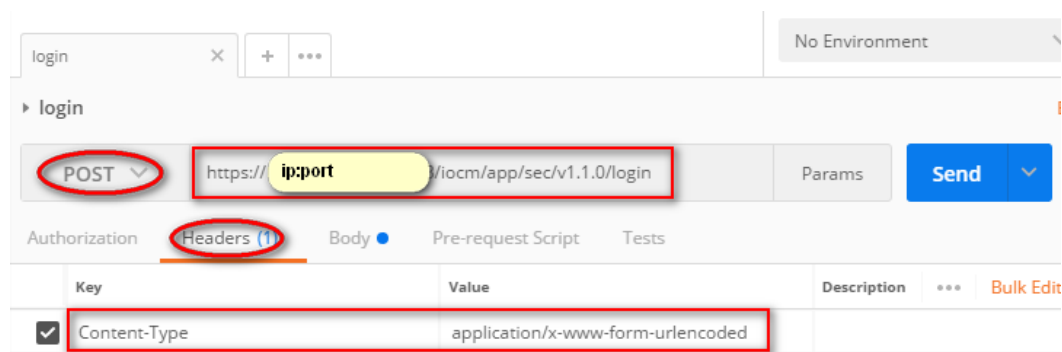 No Environment
login
login
POST https:// ip:port /iocm/app/sec/v1.1.0/login Params Send
Authorization Headers (1) Body Pre-request Script Tests
Key Value Description Bulk Edit
Content-Type application/x-www-form-urlencoded